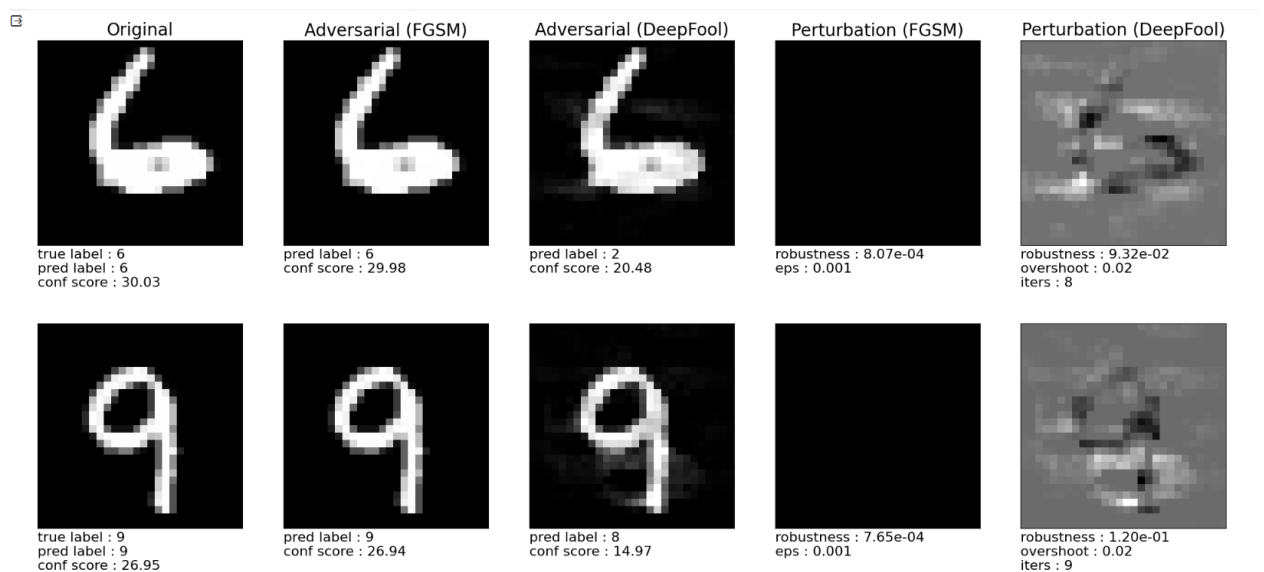 Original Adversarial (FGSM) Adversarial (DeepFool) Perturbation (FGSM) Perturbation (DeepFool)
true label : 6
pred label : 6
conf score : 30.03
pred label : 6
conf score : 29.98
pred label : 2
conf score : 20.48
robustness : 8.07e-04
eps : 0.001
robustness : 9.32e-02
overshoot : 0.02
iters : 8
true label : 9
pred label : 9
conf score : 26.95
pred label : 9
conf score : 26.94
pred label : 8
conf score : 14.97
robustness : 7.65e-04
eps : 0.001
robustness : 1.20e-01
overshoot : 0.02
iters : 9